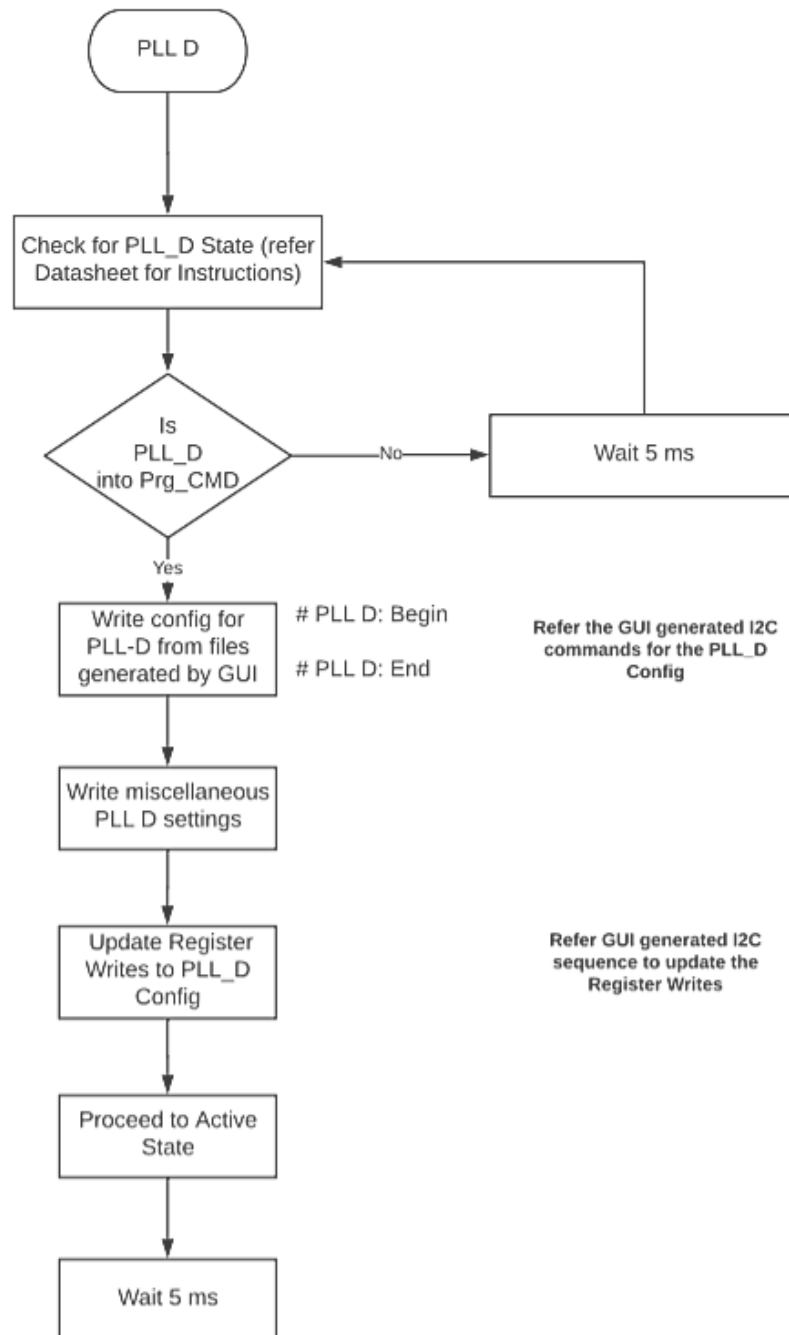 PLL D
Check for PLL_D State (refer
Datasheet for Instructions)
Is
PLL_D
into Prg_CMD
No
Wait 5 ms
Yes
Write config for
PLL-D from files
generated by GUI
# PLL D: Begin
# PLL D: End
Refer the GUI generated I2C
commands for the PLL_D
Config
Write miscellaneous
PLL D settings
Update Register
Writes to PLL_D
Config
Refer GUI generated I2C
sequence to update the
Register Writes
Proceed to Active
State
Wait 5 ms